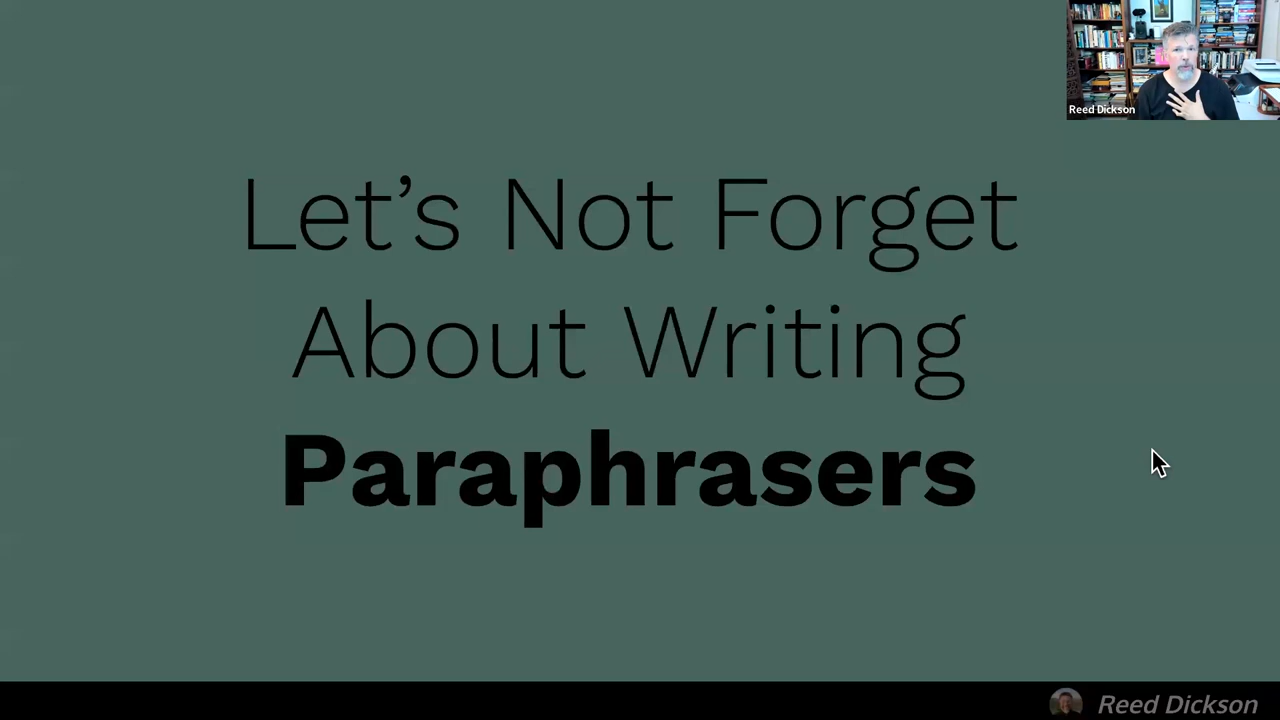 Reed Dickson
Let’s Not Forget
About Writing
Paraphrasers
Reed Dickson